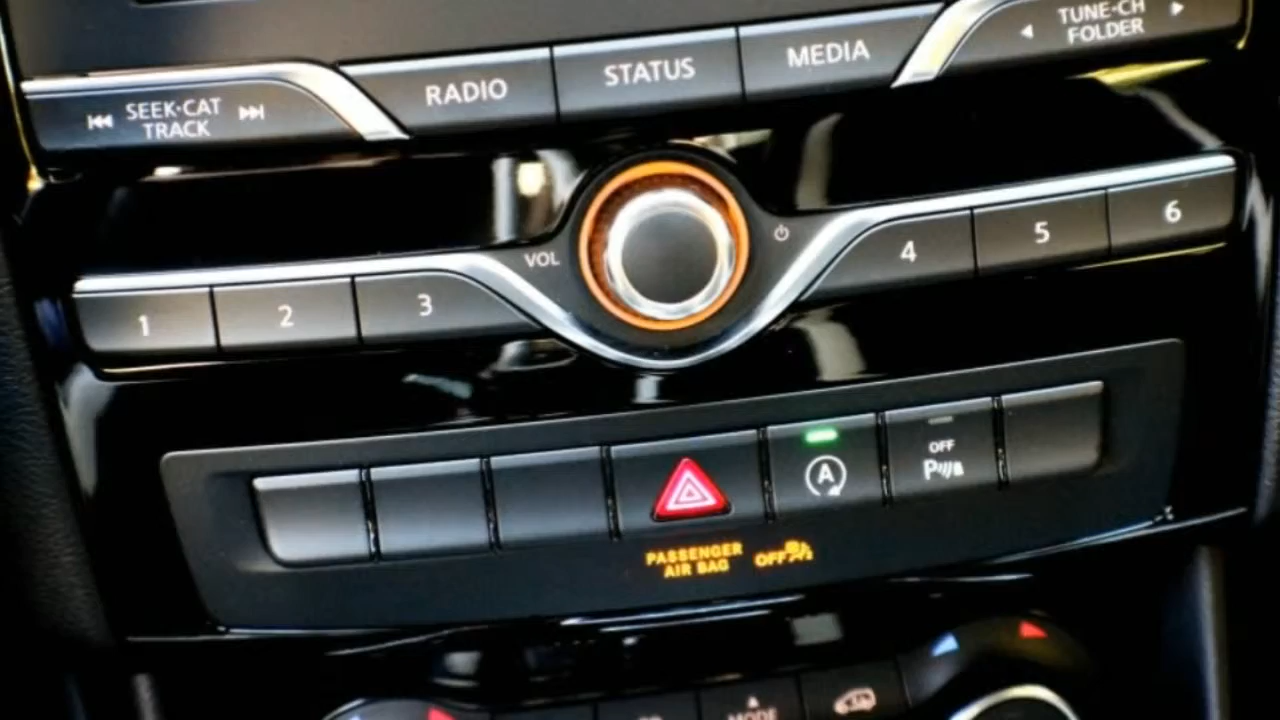 TUNE·CH
FOLDER
SEEK·CAT
TRACK
RADIO
STATUS
MEDIA
VOL
1
2
3
4
5
6
A
OFF
P
PASSENGER
AIR BAG
OFF
MODE